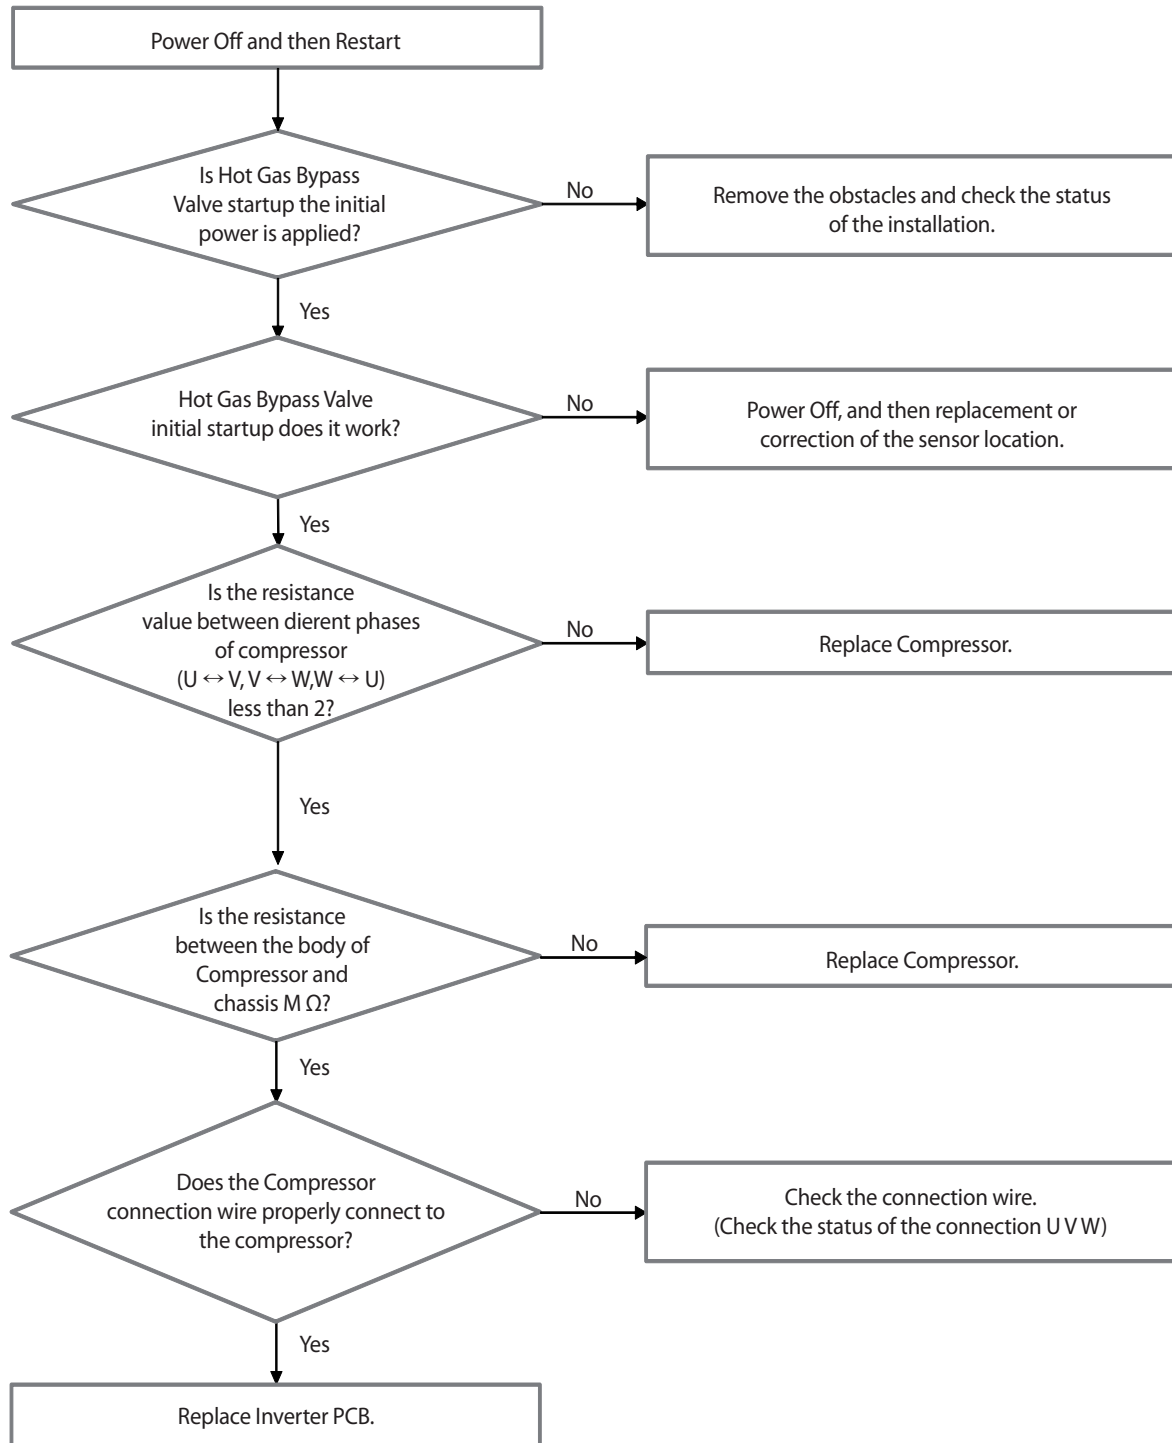 Power Off and then Restart
Is Hot Gas Bypass
Valve startup the initial
power is applied?
No
Remove the obstacles and check the status
of the installation.
Yes
Hot Gas Bypass Valve
initial startup does it work?
No
Power Off, and then replacement or
correction of the sensor location.
Yes
Is the resistance
value between dierent phases
of compressor
(U ↔ V, V ↔ W,W ↔ U)
less than 2?
No
Replace Compressor.
Yes
Is the resistance
between the body of
Compressor and
chassis M Ω?
No
Replace Compressor.
Yes
Does the Compressor
connection wire properly connect to
the compressor?
No
Check the connection wire.
(Check the status of the connection U V W)
Yes
Replace Inverter PCB.